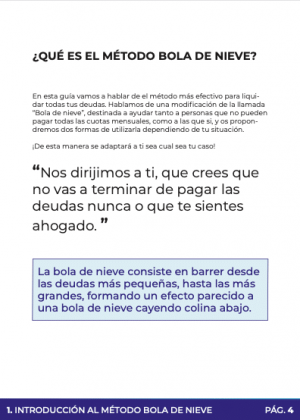 ¿QUÉ ES EL MÉTODO BOLA DE NIEVE?
En esta guía vamos a hablar de el método más efectivo para liqui-
dar todas tus deudas. Hablamos de una modificación de la llamada
"Bola de nieve", destinada a ayudar tanto a personas que no pueden
pagar todas las cuotas mensuales, como a las que si, y os propon-
dremos dos formas de utilizarla dependiendo de tu situación.
¡De esta manera se adaptará a ti sea cual sea tu caso!
“Nos dirijimos a ti, que crees que
no vas a terminar de pagar las
deudas nunca o que te sientes
ahogado. ”
La bola de nieve consiste en barrer desde
las deudas más pequeñas, hasta las más
grandes, formando un efecto parecido a
una bola de nieve cayendo colina abajo.
1. INTRODUCCIÓN AL MÉTODO BOLA DE NIEVE PÁG. 4